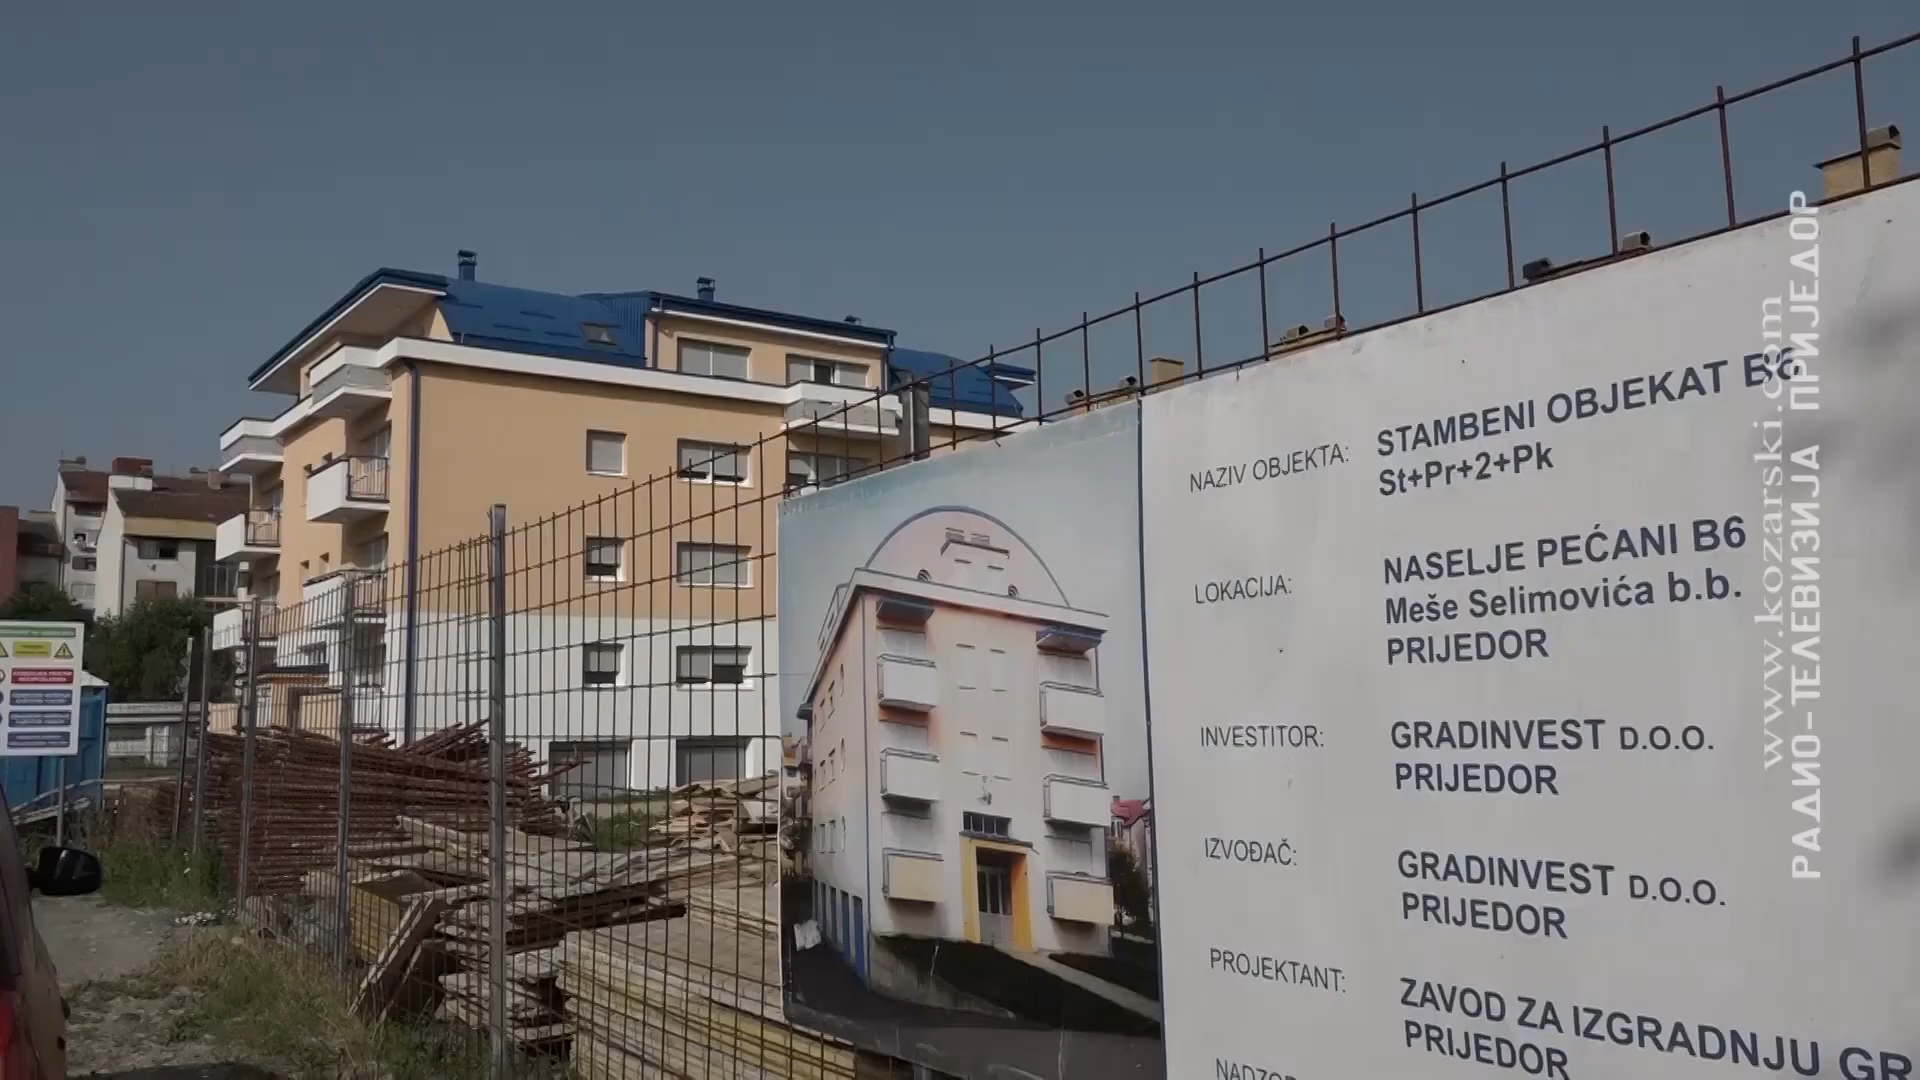 NAZIV OBJEKTA:
STAMBENI OBJEKAT B6
St+Pr+2+Pk
LOKACIJA:
NASELJE PEĆANI B6
Meše Selimovića b.b.
PRIJEDOR
INVESTITOR:
GRADINVEST D.O.O.
PRIJEDOR
IZVOĐAČ:
GRADINVEST D.O.O.
PRIJEDOR
PROJEKTANT:
ZAVOD ZA IZGRADNJU GR
PRIJEDOR
www.kozarski.com
РАДИО-ТЕЛЕВИЗИЈА ПРИЈЕДОР